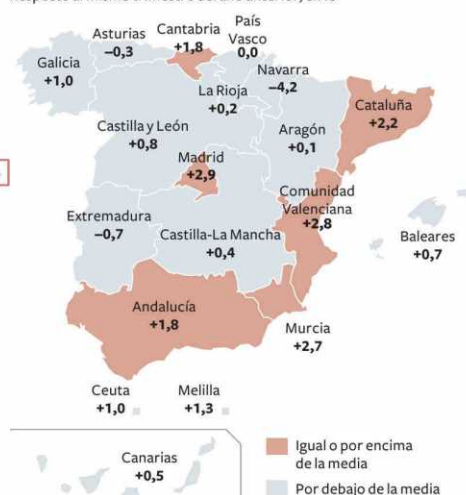 Asturias
–0,3
Cantabria
+1,8
País
Vasco
0,0
Galicia
+1,0
Navarra
–4,2
La Rioja
+0,2
Cataluña
+2,2
Castilla y León
+0,8
Aragón
+0,1
Madrid
+2,9
Comunidad
Valenciana
+2,8
Extremadura
–0,7
Castilla-La Mancha
+0,4
Baleares
+0,7
Andalucía
+1,8
Murcia
+2,7
Ceuta
+1,0
Melilla
+1,3
Canarias
+0,5
Igual o por encima
de la media
Por debajo de la media